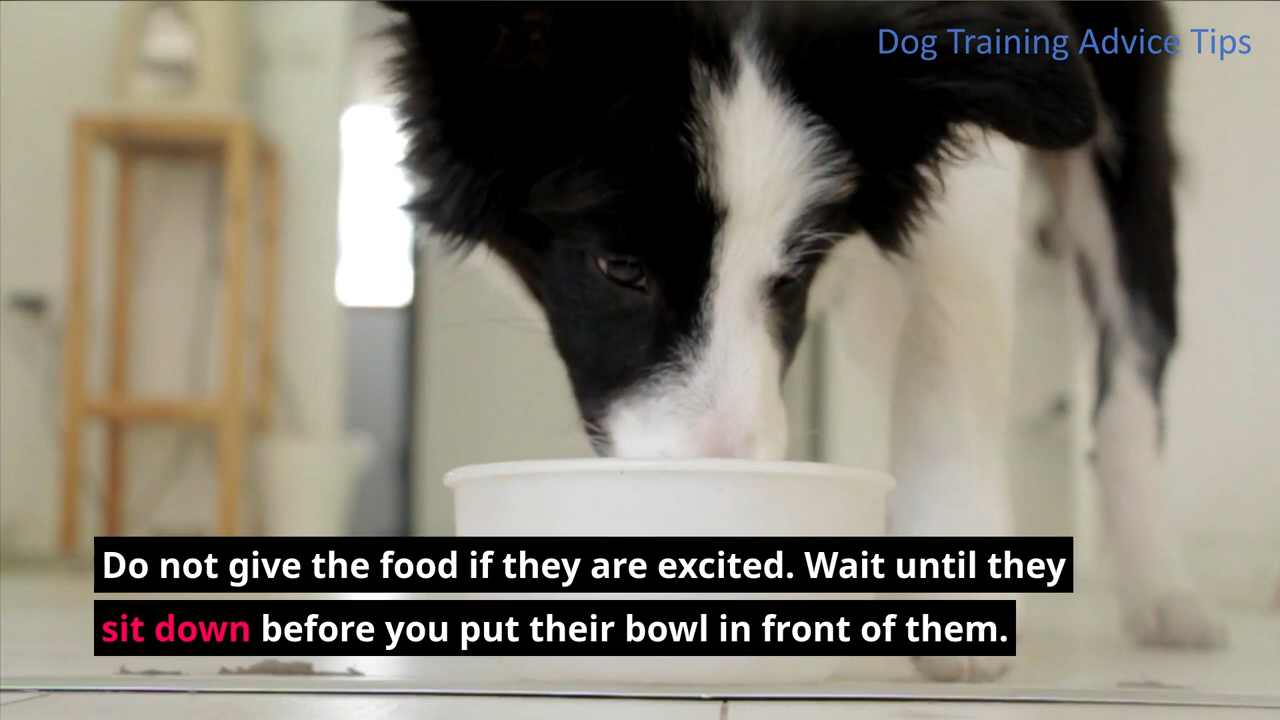 Dog Training Advice Tips
Do not give the food if they are excited. Wait until they
sit down before you put their bowl in front of them.